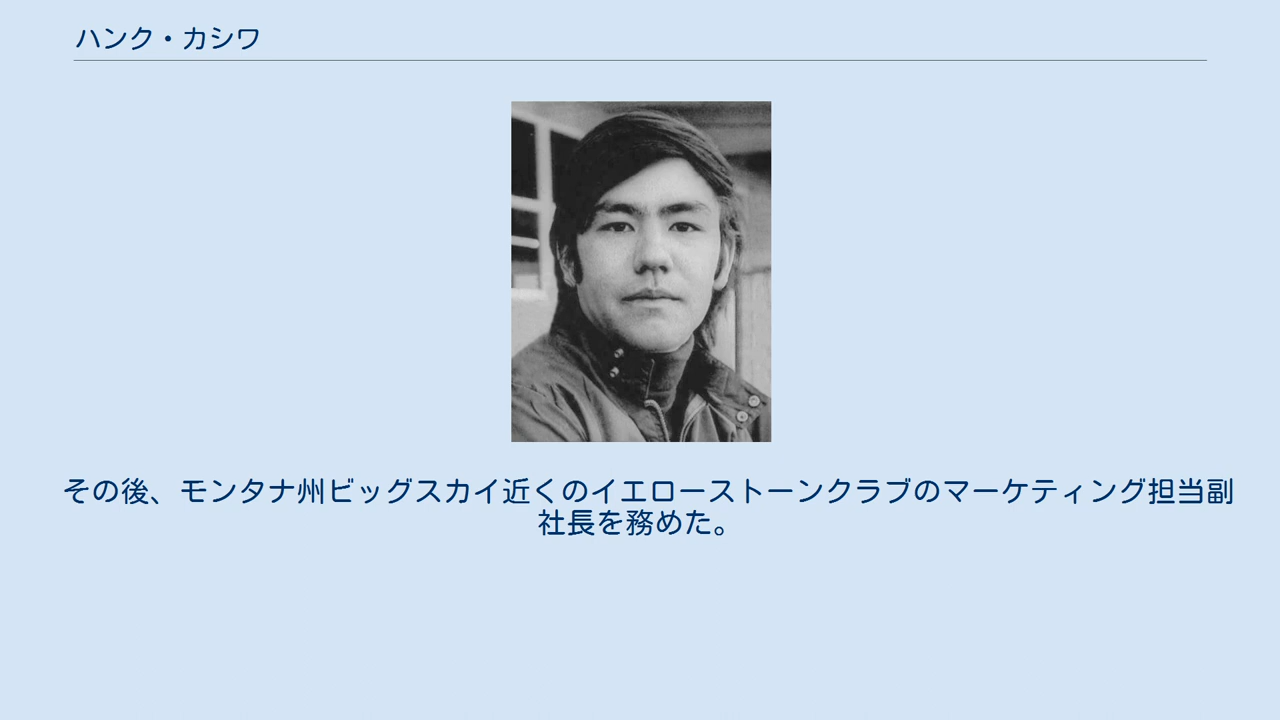 ハンク・カシワ
その後、モンタナ州ビッグスカイ近くのイエローストーンクラブのマーケティング担当副
社長を務めた。